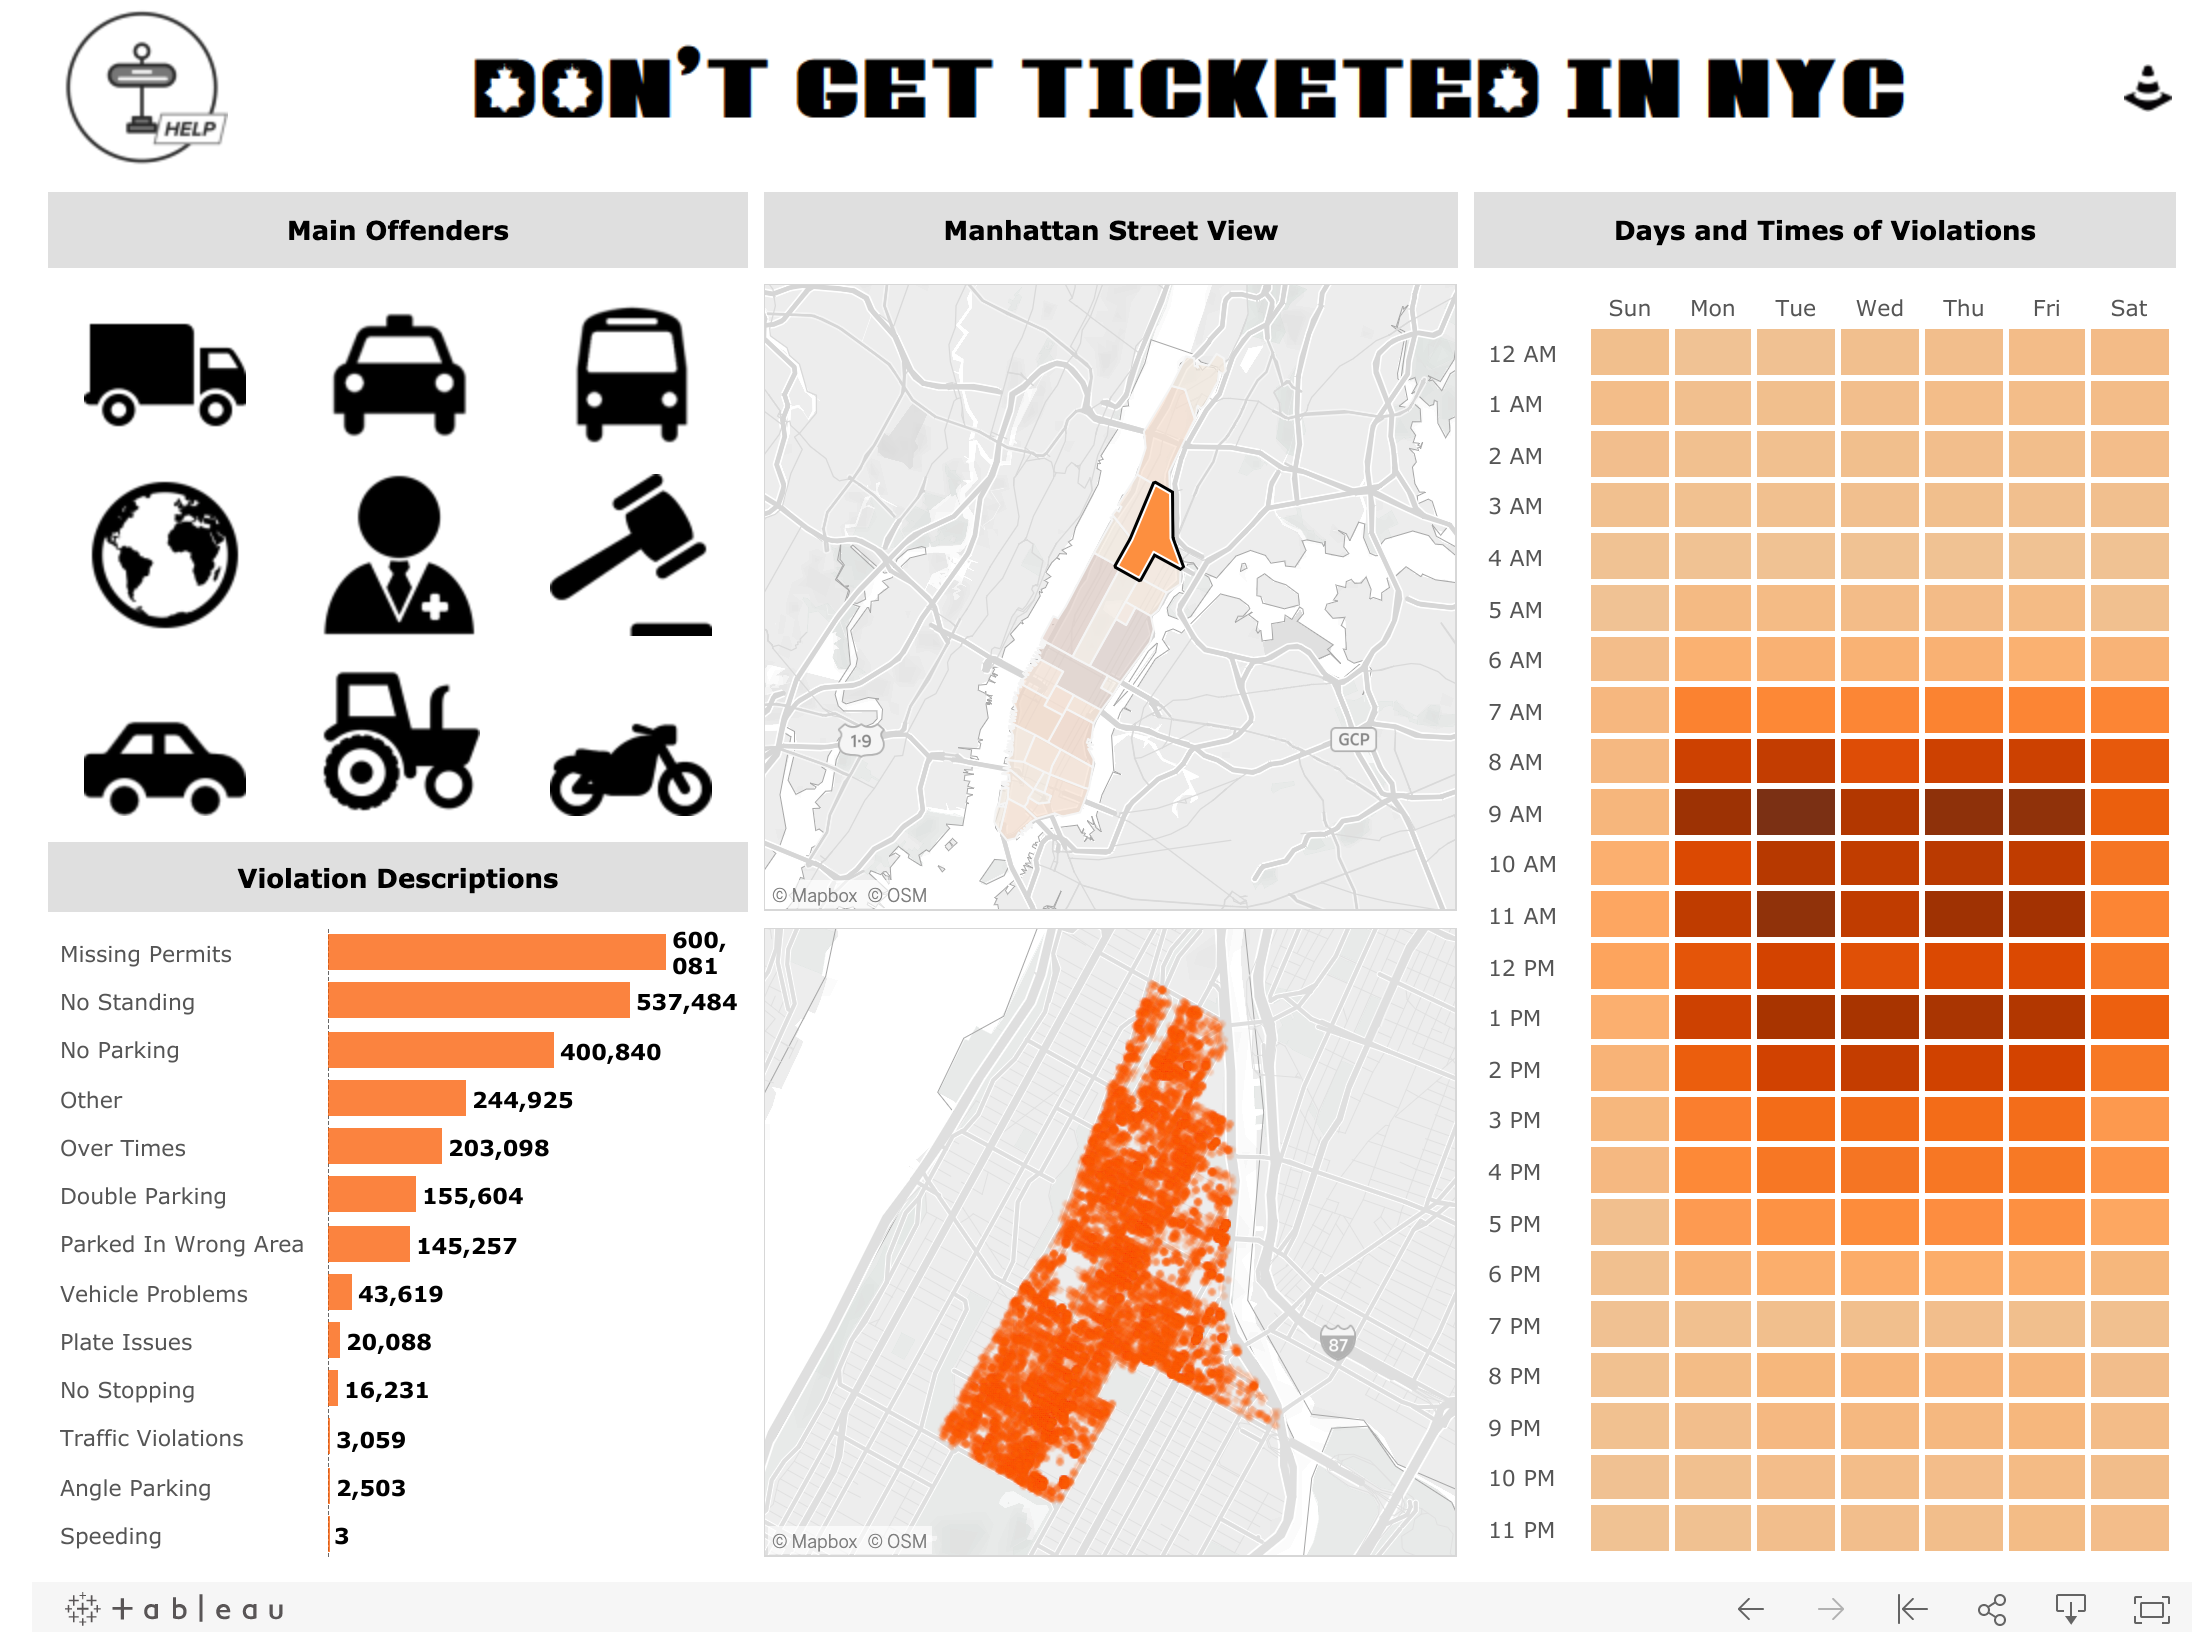 HELP
DON'T GET TICKETED IN NYC
Main Offenders
Violation Descriptions
Missing Permits 600,
081
No Standing 537,484
No Parking 400,840
Other 244,925
Over Times 203,098
Double Parking 155,604
Parked In Wrong Area 145,257
Vehicle Problems 43,619
Plate Issues 20,088
No Stopping 16,231
Traffic Violations 3,059
Angle Parking 2,503
Speeding 3
Manhattan Street View
1-9
GCP
© Mapbox © OSM
87
© Mapbox © OSM
Days and Times of Violations
Sun Mon Tue Wed Thu Fri Sat
12 AM
1 AM
2 AM
3 AM
4 AM
5 AM
6 AM
7 AM
8 AM
9 AM
10 AM
11 AM
12 PM
1 PM
2 PM
3 PM
4 PM
5 PM
6 PM
7 PM
8 PM
9 PM
10 PM
11 PM
+ableau